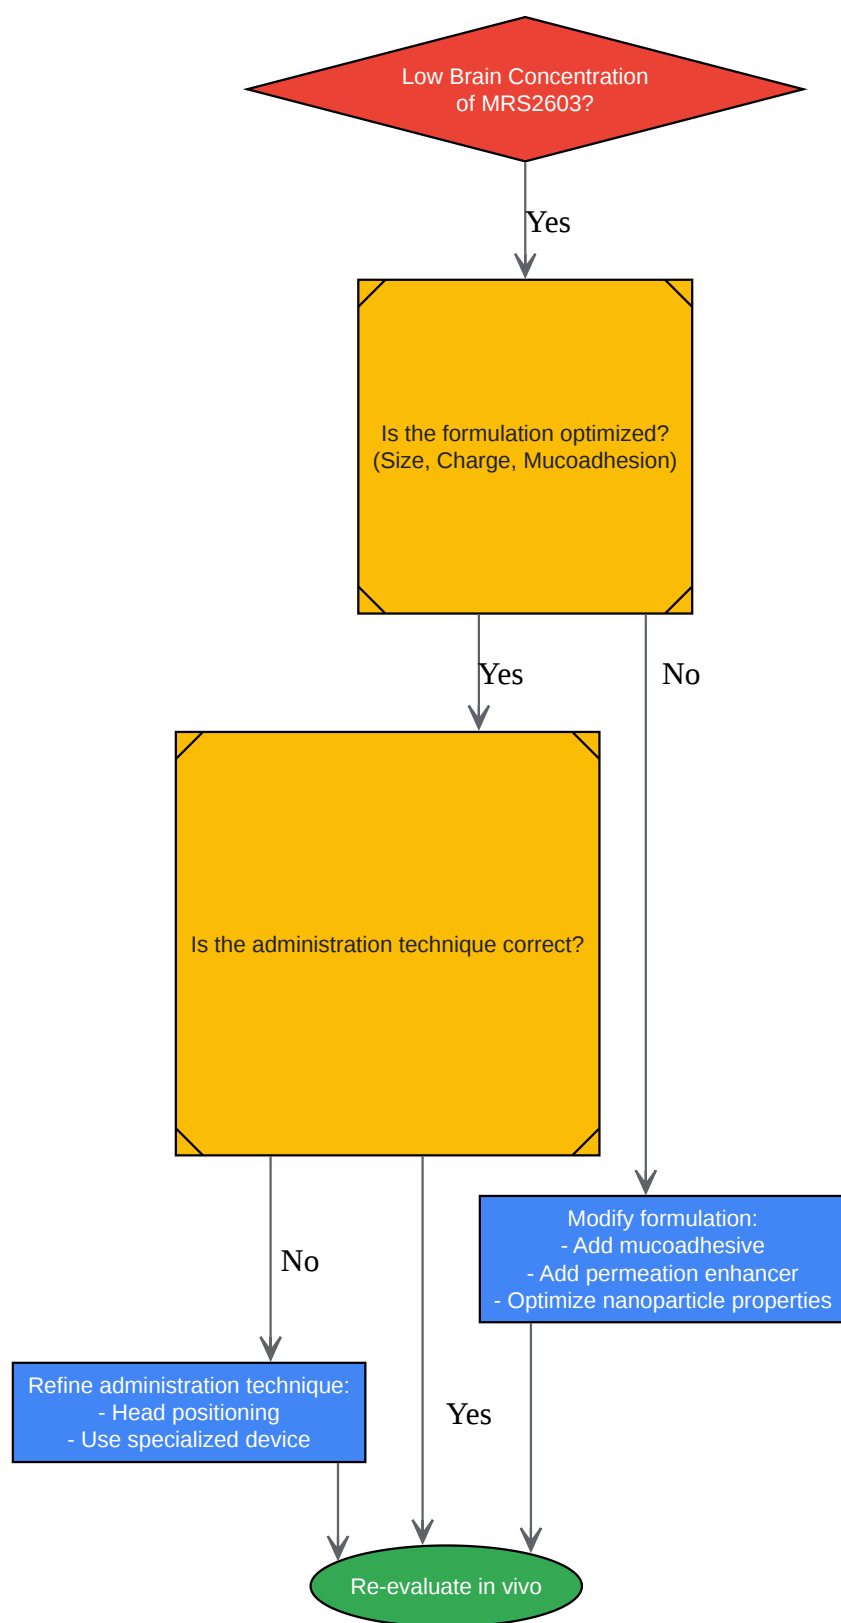 Low Brain Concentration
of MRS2603?
Yes
Is the formulation optimized?
(Size, Charge, Mucoadhesion)
Yes
No
Is the administration technique correct?
Modify formulation:
- Add mucoadhesive
- Add permeation enhancer
- Optimize nanoparticle properties
No
Refine administration technique:
- Head positioning
- Use specialized device
Yes
Re-evaluate in vivo